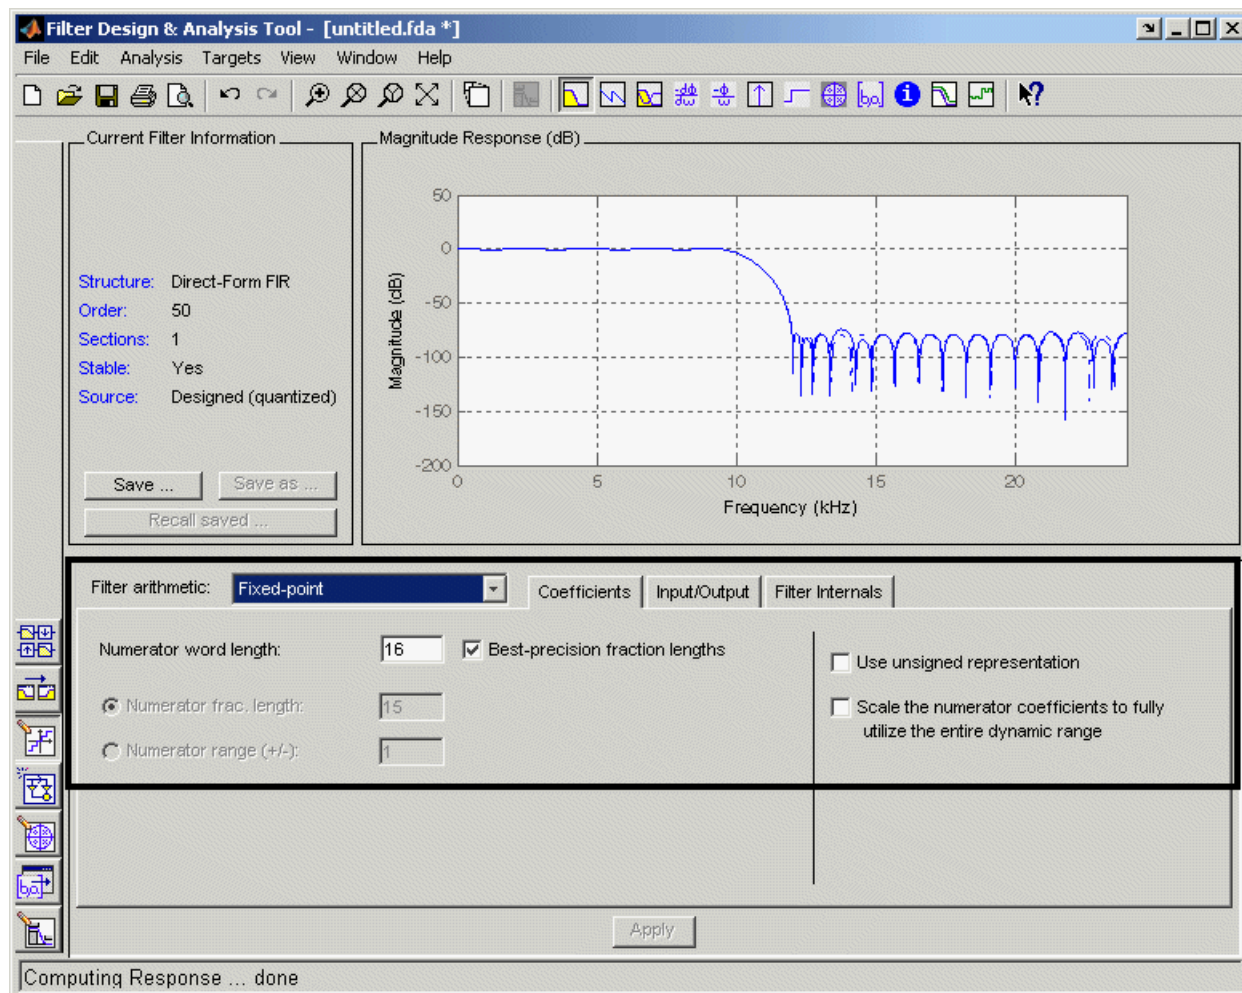 Filter Design & Analysis Tool - [untitled.fda *]
File Edit Analysis Targets View Window Help
Current Filter Information
Structure: Direct-Form FIR
Order: 50
Sections: 1
Stable: Yes
Source: Designed (quantized)
Save ...
Save as ...
Recall saved ...
Magnitude Response (dB)
50
0
-50
-100
-150
-200
Magnitude (dB)
0 5 10 15 20
Frequency (kHz)
Filter arithmetic: Fixed-point
Coefficients Input/Output Filter Internals
Numerator word length: 16 Best-precision fraction lengths
Numerator frac. length: 15
Numerator range (+/-): 1
Use unsigned representation
Scale the numerator coefficients to fully
utilize the entire dynamic range
Apply
Computing Response ... done